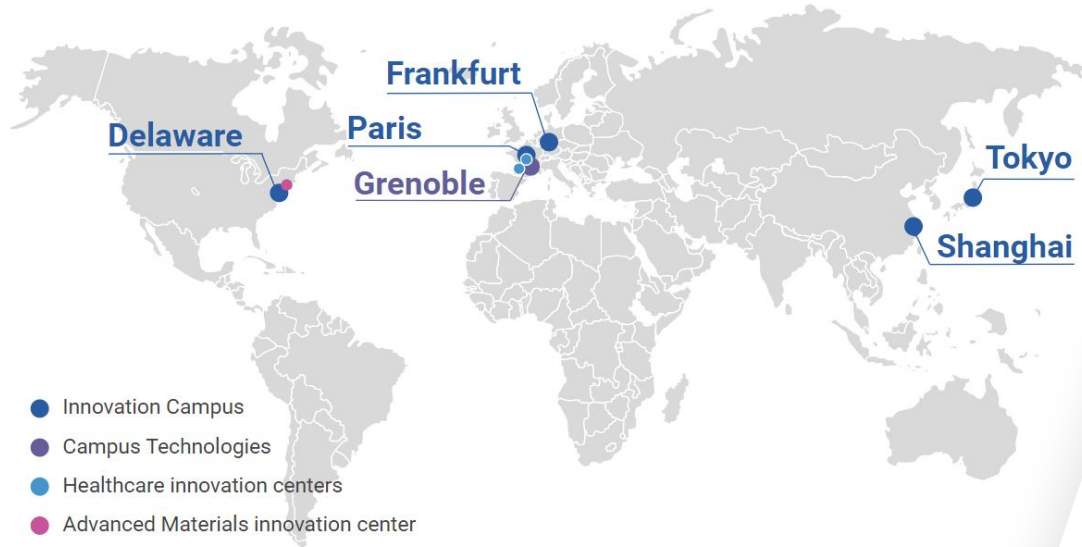 Frankfurt
Delaware
Paris
Grenoble
Tokyo
Shanghai
Innovation Campus
Campus Technologies
Healthcare innovation centers
Advanced Materials innovation center